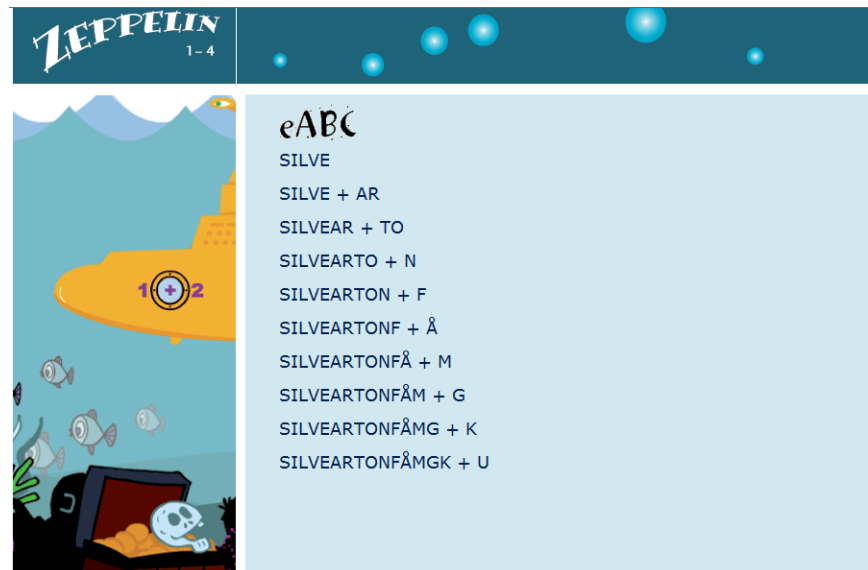 ZEPPELIN
1-4
eABC
SILVE
SILVE + AR
SILVEAR + TO
SILVEARTO + N
SILVEARTON + F
SILVEARTONF + Å
SILVEARTONFÅ + M
SILVEARTONFÅM + G
SILVEARTONFÅMG + K
SILVEARTONFÅMGK + U
1 + 2